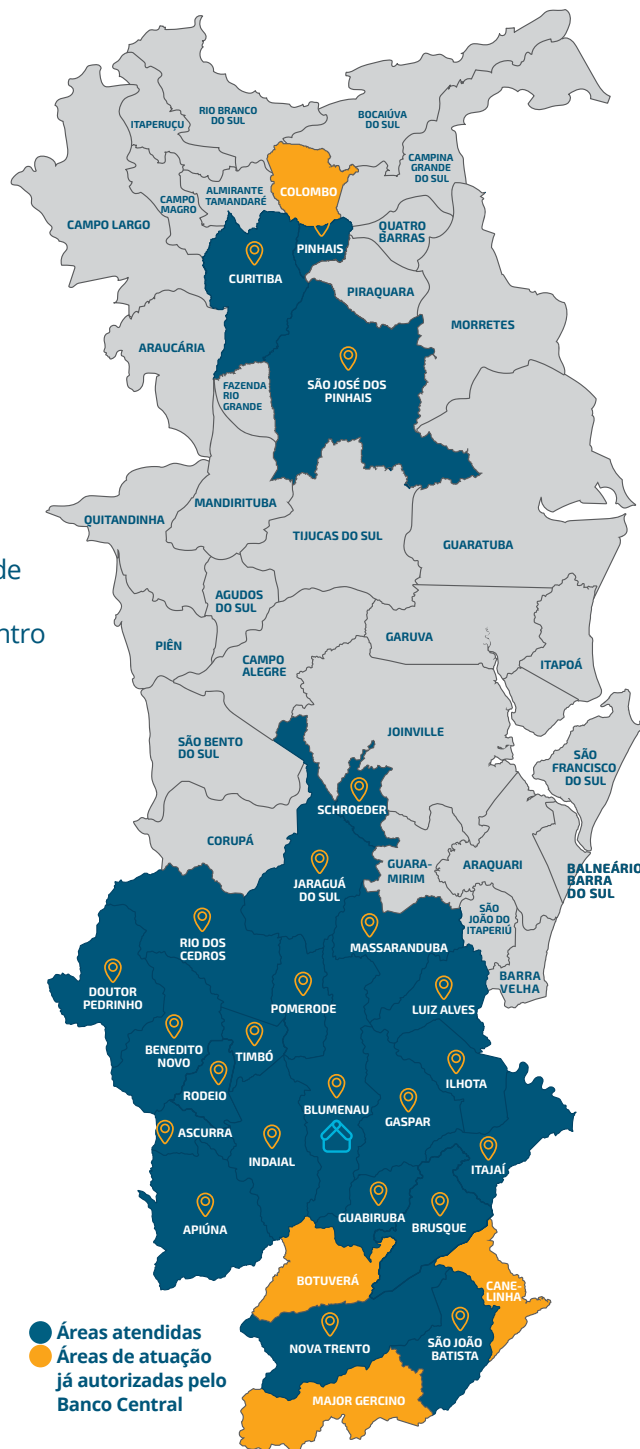 RIO BRANCO
DO SUL
BOCAIÚVA
DO SUL
ITAPERUÇU
CAMPINA
GRANDE
DO SUL
COLOMBO
ALMIRANTE
TAMANDARÉ
CAMPO
MAGRO
CAMPO LARGO
QUATRO
BARRAS
PINHAIS
CURITIBA
PIRAQUARA
MORRETES
ARAUCÁRIA
SÃO JOSÉ DOS
PINHAIS
FAZENDA
RIO
GRANDE
MANDIRITUBA
QUITANDINHA
TIJUCAS DO SUL
GUARATUBA
de
AGUDOS
DO SUL
ntro
PIÊN
GARUVA
CAMPO
ALEGRE
ITAPOÁ
JOINVILLE
SÃO BENTO
DO SUL
SÃO
FRANCISCO
DO SUL
SCHROEDER
CORUPÁ
GUARA-
MIRIM
ARAQUARI
BALNEÁRIO
BARRA
DO SUL
JARAGUÁ
DO SUL
SÃO
JOÃO DO
ITAPERIÚ
MASSARANDUBA
RIO DOS
CEDROS
BARRA
VELHA
DOUTOR
PEDRINHO
POMERODE
LUIZ ALVES
BENEDITO
NOVO
TIMBÓ
ILHOTA
RODEIO
BLUMENAU
GASPAR
ASCURRA
INDAIAL
ITAJAÍ
GUABIRUBA
BRUSQUE
APIÚNA
BOTUVERÁ
CANE-
LINHA
NOVA TRENTO
SÃO JOÃO
BATISTA
MAJOR GERCINO
Áreas atendidas
Áreas de atuação
já autorizadas pelo
Banco Central